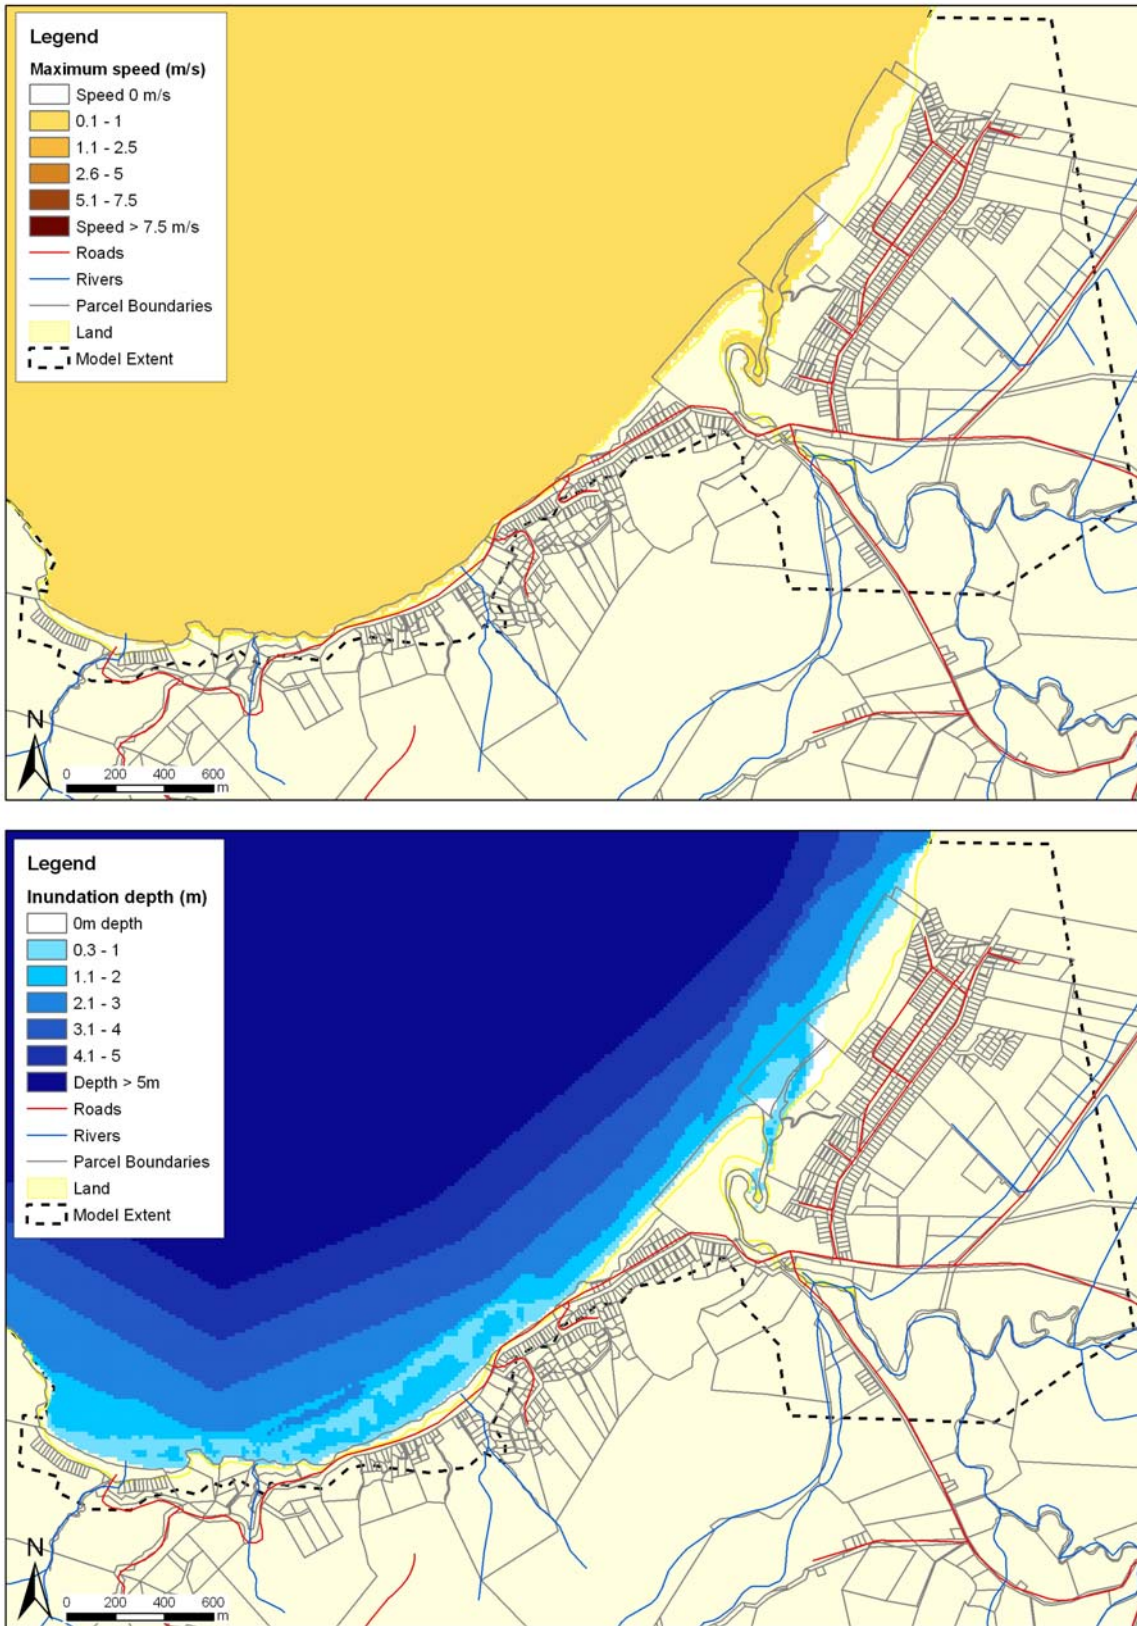 Legend
Maximum speed (m/s)
Speed 0 m/s
0.1 - 1
1.1 - 2.5
2.6 - 5
5.1 - 7.5
Speed > 7.5 m/s
Roads
Rivers
Parcel Boundaries
Land
Model Extent
N
0 200 400 600
m
Legend
Inundation depth (m)
0m depth
0.3 - 1
1.1 - 2
2.1 - 3
3.1 - 4
4.1 - 5
Depth > 5m
Roads
Rivers
Parcel Boundaries
Land
Model Extent
N
0 200 400 600
m